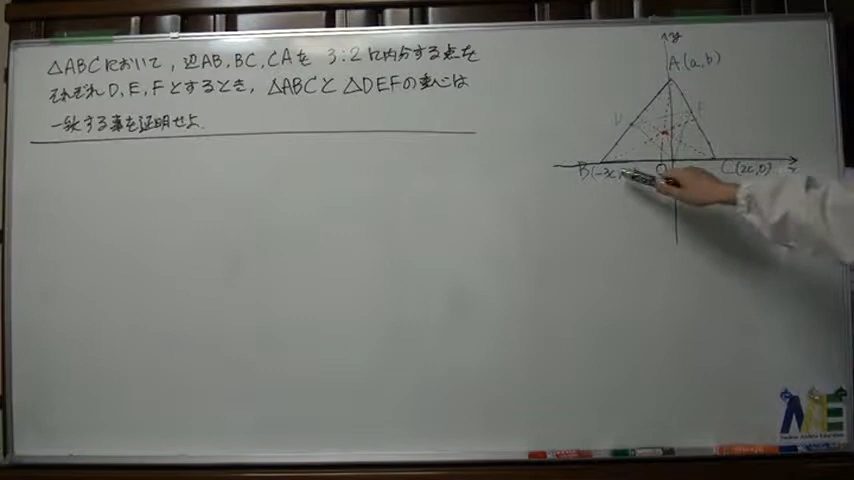 △ABCにおいて, 辺AB, BC, CAを 3:2に内分する点を
それぞれD, E, Fとするとき, △ABCと△DEFの重心は
一致する事を証明せよ.
y
A(a, b)
D F
B(-3c, O C(2c, 0) x